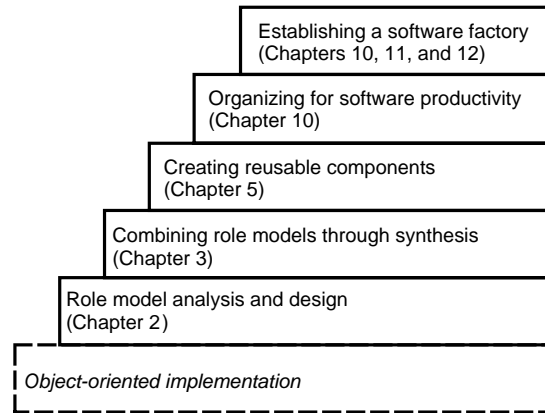 Establishing a software factory
(Chapters 10, 11, and 12)
Organizing for software productivity
(Chapter 10)
Creating reusable components
(Chapter 5)
Combining role models through synthesis
(Chapter 3)
Role model analysis and design
(Chapter 2)
Object-oriented implementation